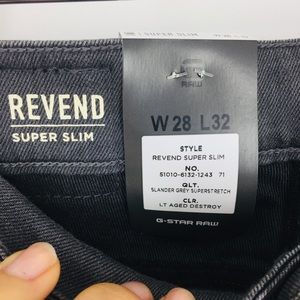 REVEND
SUPER SLIM
SUPER SLIM
RAW
W 28 L32
STYLE
REVEND SUPER SLIM
NO.
51010-6132-1243 71
QLT.
SLANDER GREY SUPERSTRETCH
CLR.
LT AGED DESTROY
G-STAR RAW